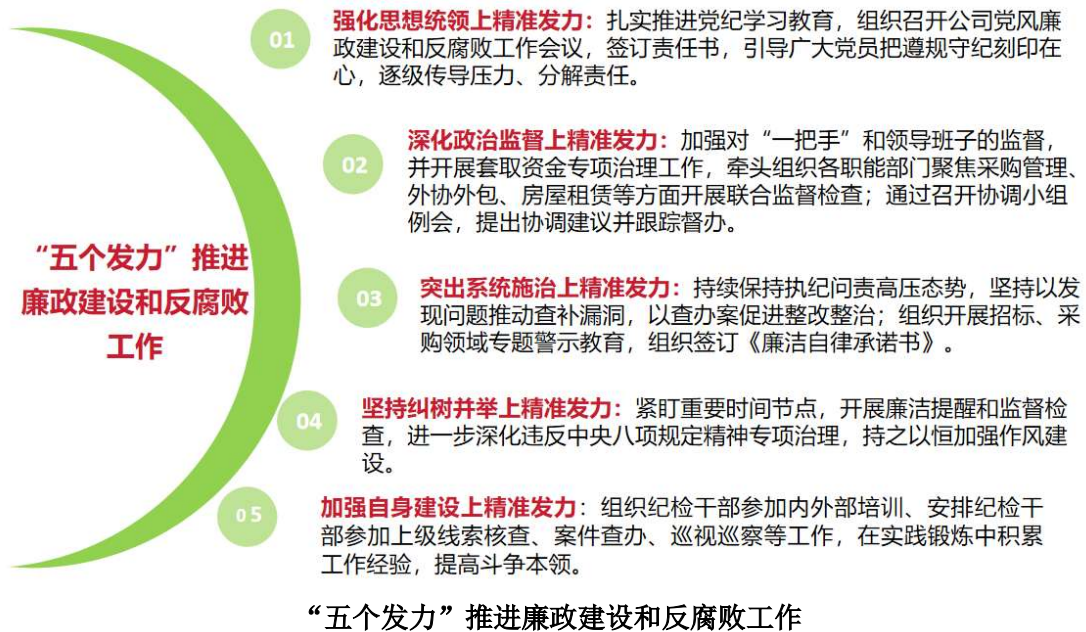 01
强化思想统领上精准发力：扎实推进党纪学习教育，组织召开公司党风廉
政建设和反腐败工作会议，签订责任书，引导广大党员把遵规守纪刻印在
心，逐级传导压力、分解责任。
02
深化政治监督上精准发力：加强对“一把手”和领导班子的监督，
并开展套取资金专项治理工作，牵头组织各职能部门聚焦采购管理、
外协外包、房屋租赁等方面开展联合监督检查；通过召开协调小组
例会，提出协调建议并跟踪督办。
“五个发力”推进
廉政建设和反腐败
工作
03
突出系统施治上精准发力：持续保持执纪问责高压态势，坚持以发
现问题推动查补漏洞，以查办案促进整改整治；组织开展招标、采
购领域专题警示教育，组织签订《廉洁自律承诺书》。
04
坚持纠树并举上精准发力：紧盯重要时间节点，开展廉洁提醒和监督检
查，进一步深化违反中央八项规定精神专项治理，持之以恒加强作风建
设。
05
加强自身建设上精准发力：组织纪检干部参加内外部培训、安排纪检干
部参加上级线索核查、案件查办、巡视巡察等工作，在实践锻炼中积累
工作经验，提高斗争本领。
“五个发力”推进廉政建设和反腐败工作